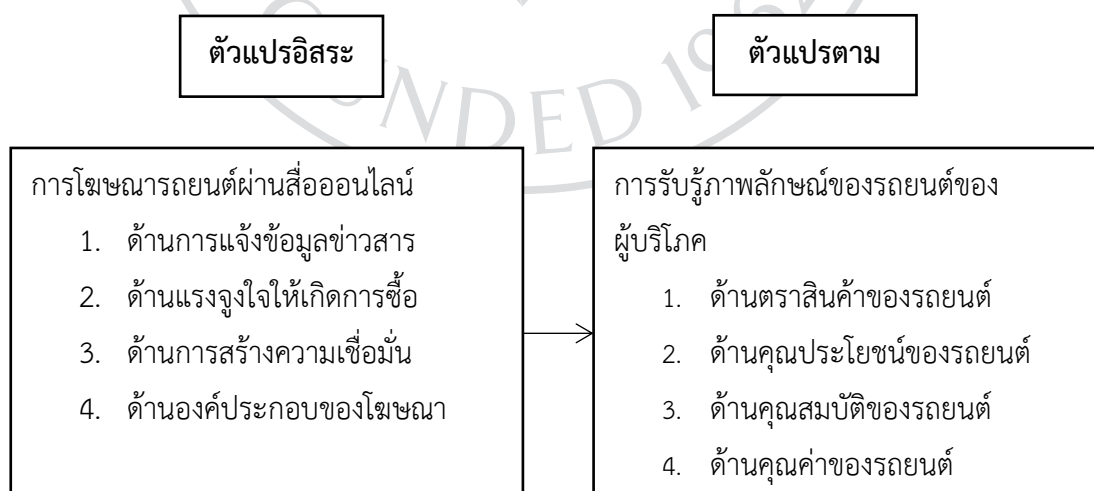 ตัวแปรอิสระ
ตัวแปรตาม
การโฆษณารถยนต์ผ่านสื่อออนไลน์
1. ด้านการแจ้งข้อมูลข่าวสาร
2. ด้านแรงจูงใจให้เกิดการซื้อ
3. ด้านการสร้างความเชื่อมั่น
4. ด้านองค์ประกอบของโฆษณา
การรับรู้ภาพลักษณ์ของรถยนต์ของ
ผู้บริโภค
1. ด้านตราสินค้าของรถยนต์
2. ด้านคุณประโยชน์ของรถยนต์
3. ด้านคุณสมบัติของรถยนต์
4. ด้านคุณค่าของรถยนต์